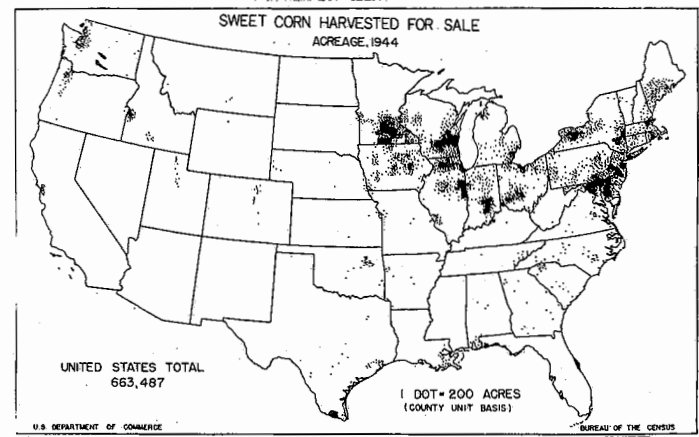 SWEET CORN HARVESTED FOR SALE
ACREAGE, 1944
UNITED STATES TOTAL
663,487
1 DOT= 200 ACRES
(COUNTY UNIT BASIS)
U.S. DEPARTMENT OF COMMERCE
BUREAU OF THE CENSUS